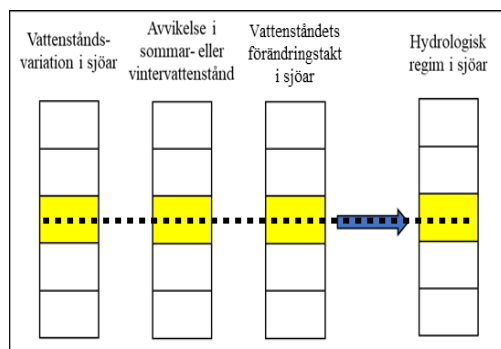 Vattenstånds-
variation i sjöar
Avvikelse i
sommar- eller
vintervattenstånd
Vattenståndets
förändringstakt
i sjöar
Hydrologisk
regim i sjöar